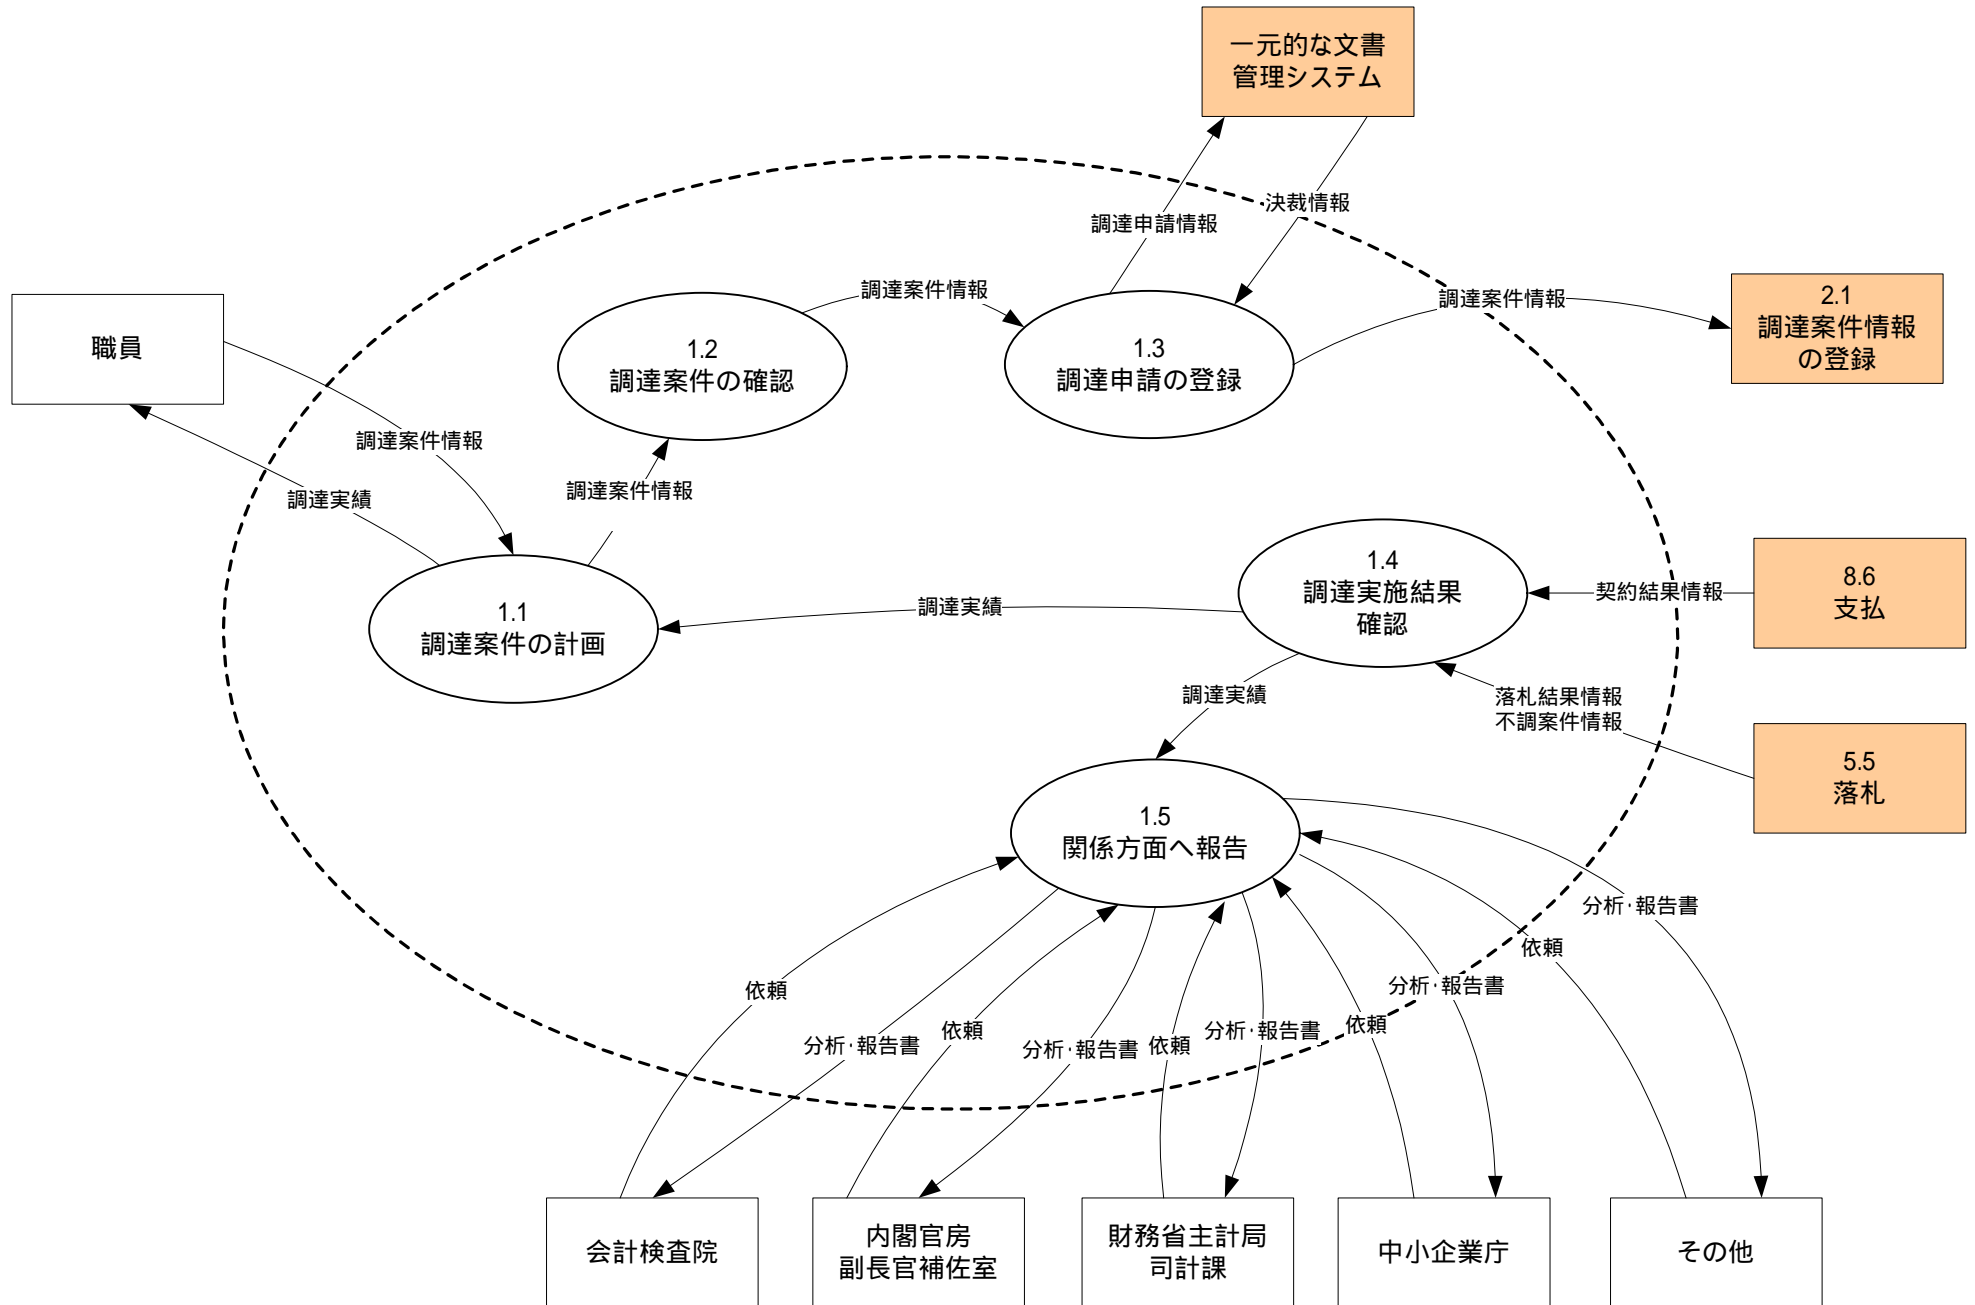 一元的な文書
管理システム
決裁情報
調達申請情報
調達案件情報
調達案件情報
2.1
調達案件情報
の登録
職員
1.2
調達案件の確認
1.3
調達申請の登録
調達案件情報
調達実績
調達案件情報
1.4
調達実施結果
確認
契約結果情報
8.6
支払
1.1
調達案件の計画
調達実績
調達実績
落札結果情報
不調案件情報
5.5
落札
1.5
関係方面へ報告
分析・報告書
依頼
依頼
分析・報告書
依頼
分析・報告書
依頼
分析・報告書
依頼
分析・報告書
会計検査院
内閣官房
副長官補佐室
財務省主計局
司計課
中小企業庁
その他